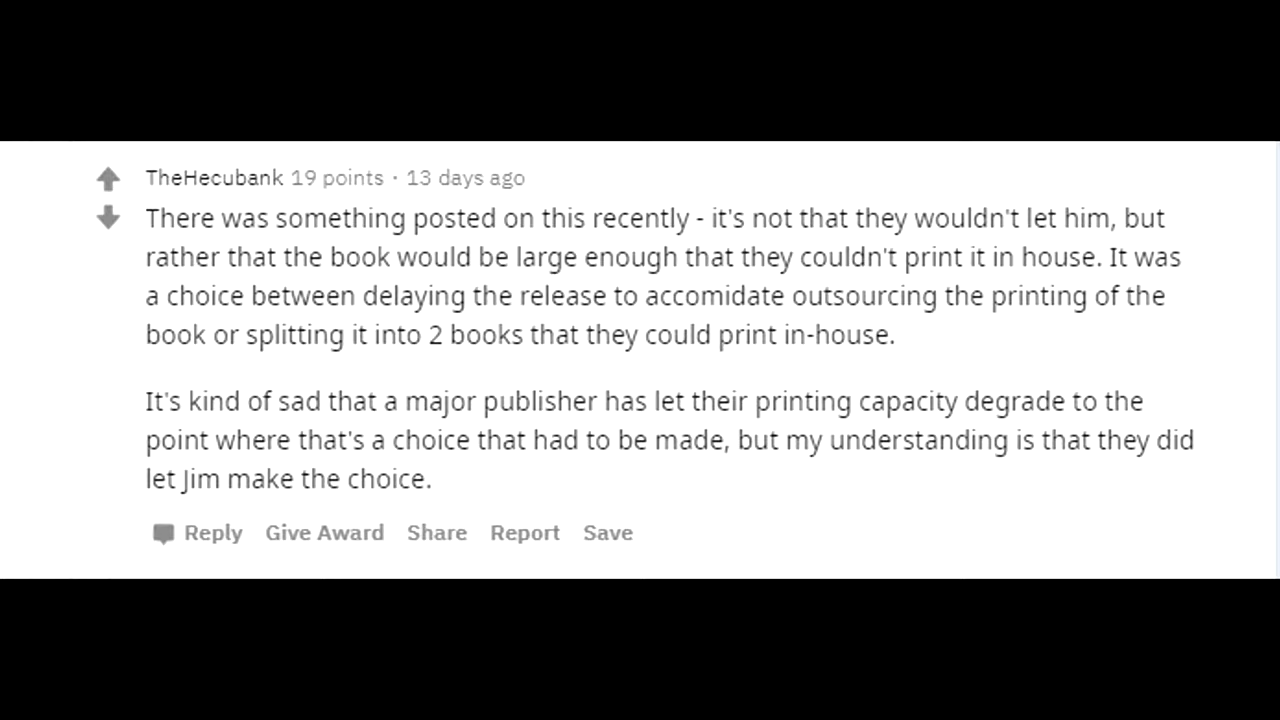 TheHecubank 19 points · 13 days ago
There was something posted on this recently - it's not that they wouldn't let him, but
rather that the book would be large enough that they couldn't print it in house. It was
a choice between delaying the release to accomidate outsourcing the printing of the
book or splitting it into 2 books that they could print in-house.
It's kind of sad that a major publisher has let their printing capacity degrade to the
point where that's a choice that had to be made, but my understanding is that they did
let Jim make the choice.
Reply Give Award Share Report Save